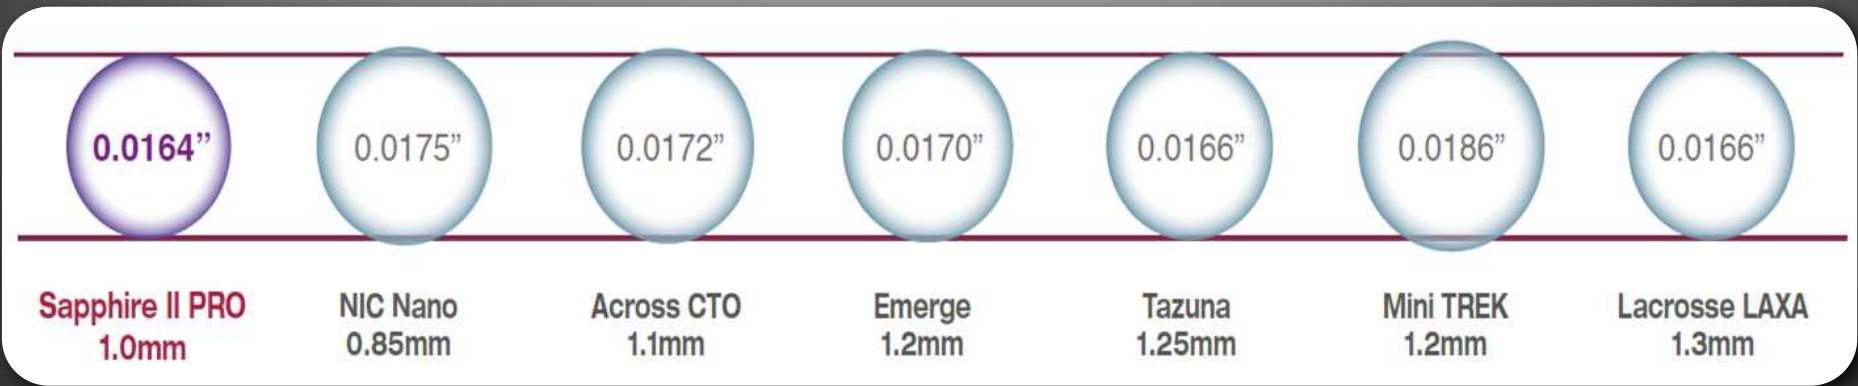 0.0164” 0.0175” 0.0172” 0.0170” 0.0166” 0.0186” 0.0166”
Sapphire II PRO NIC Nano Across CTO Emerge Tazuna Mini TREK Lacrosse LAXA
1.0mm 0.85mm 1.1mm 1.2mm 1.25mm 1.2mm 1.3mm